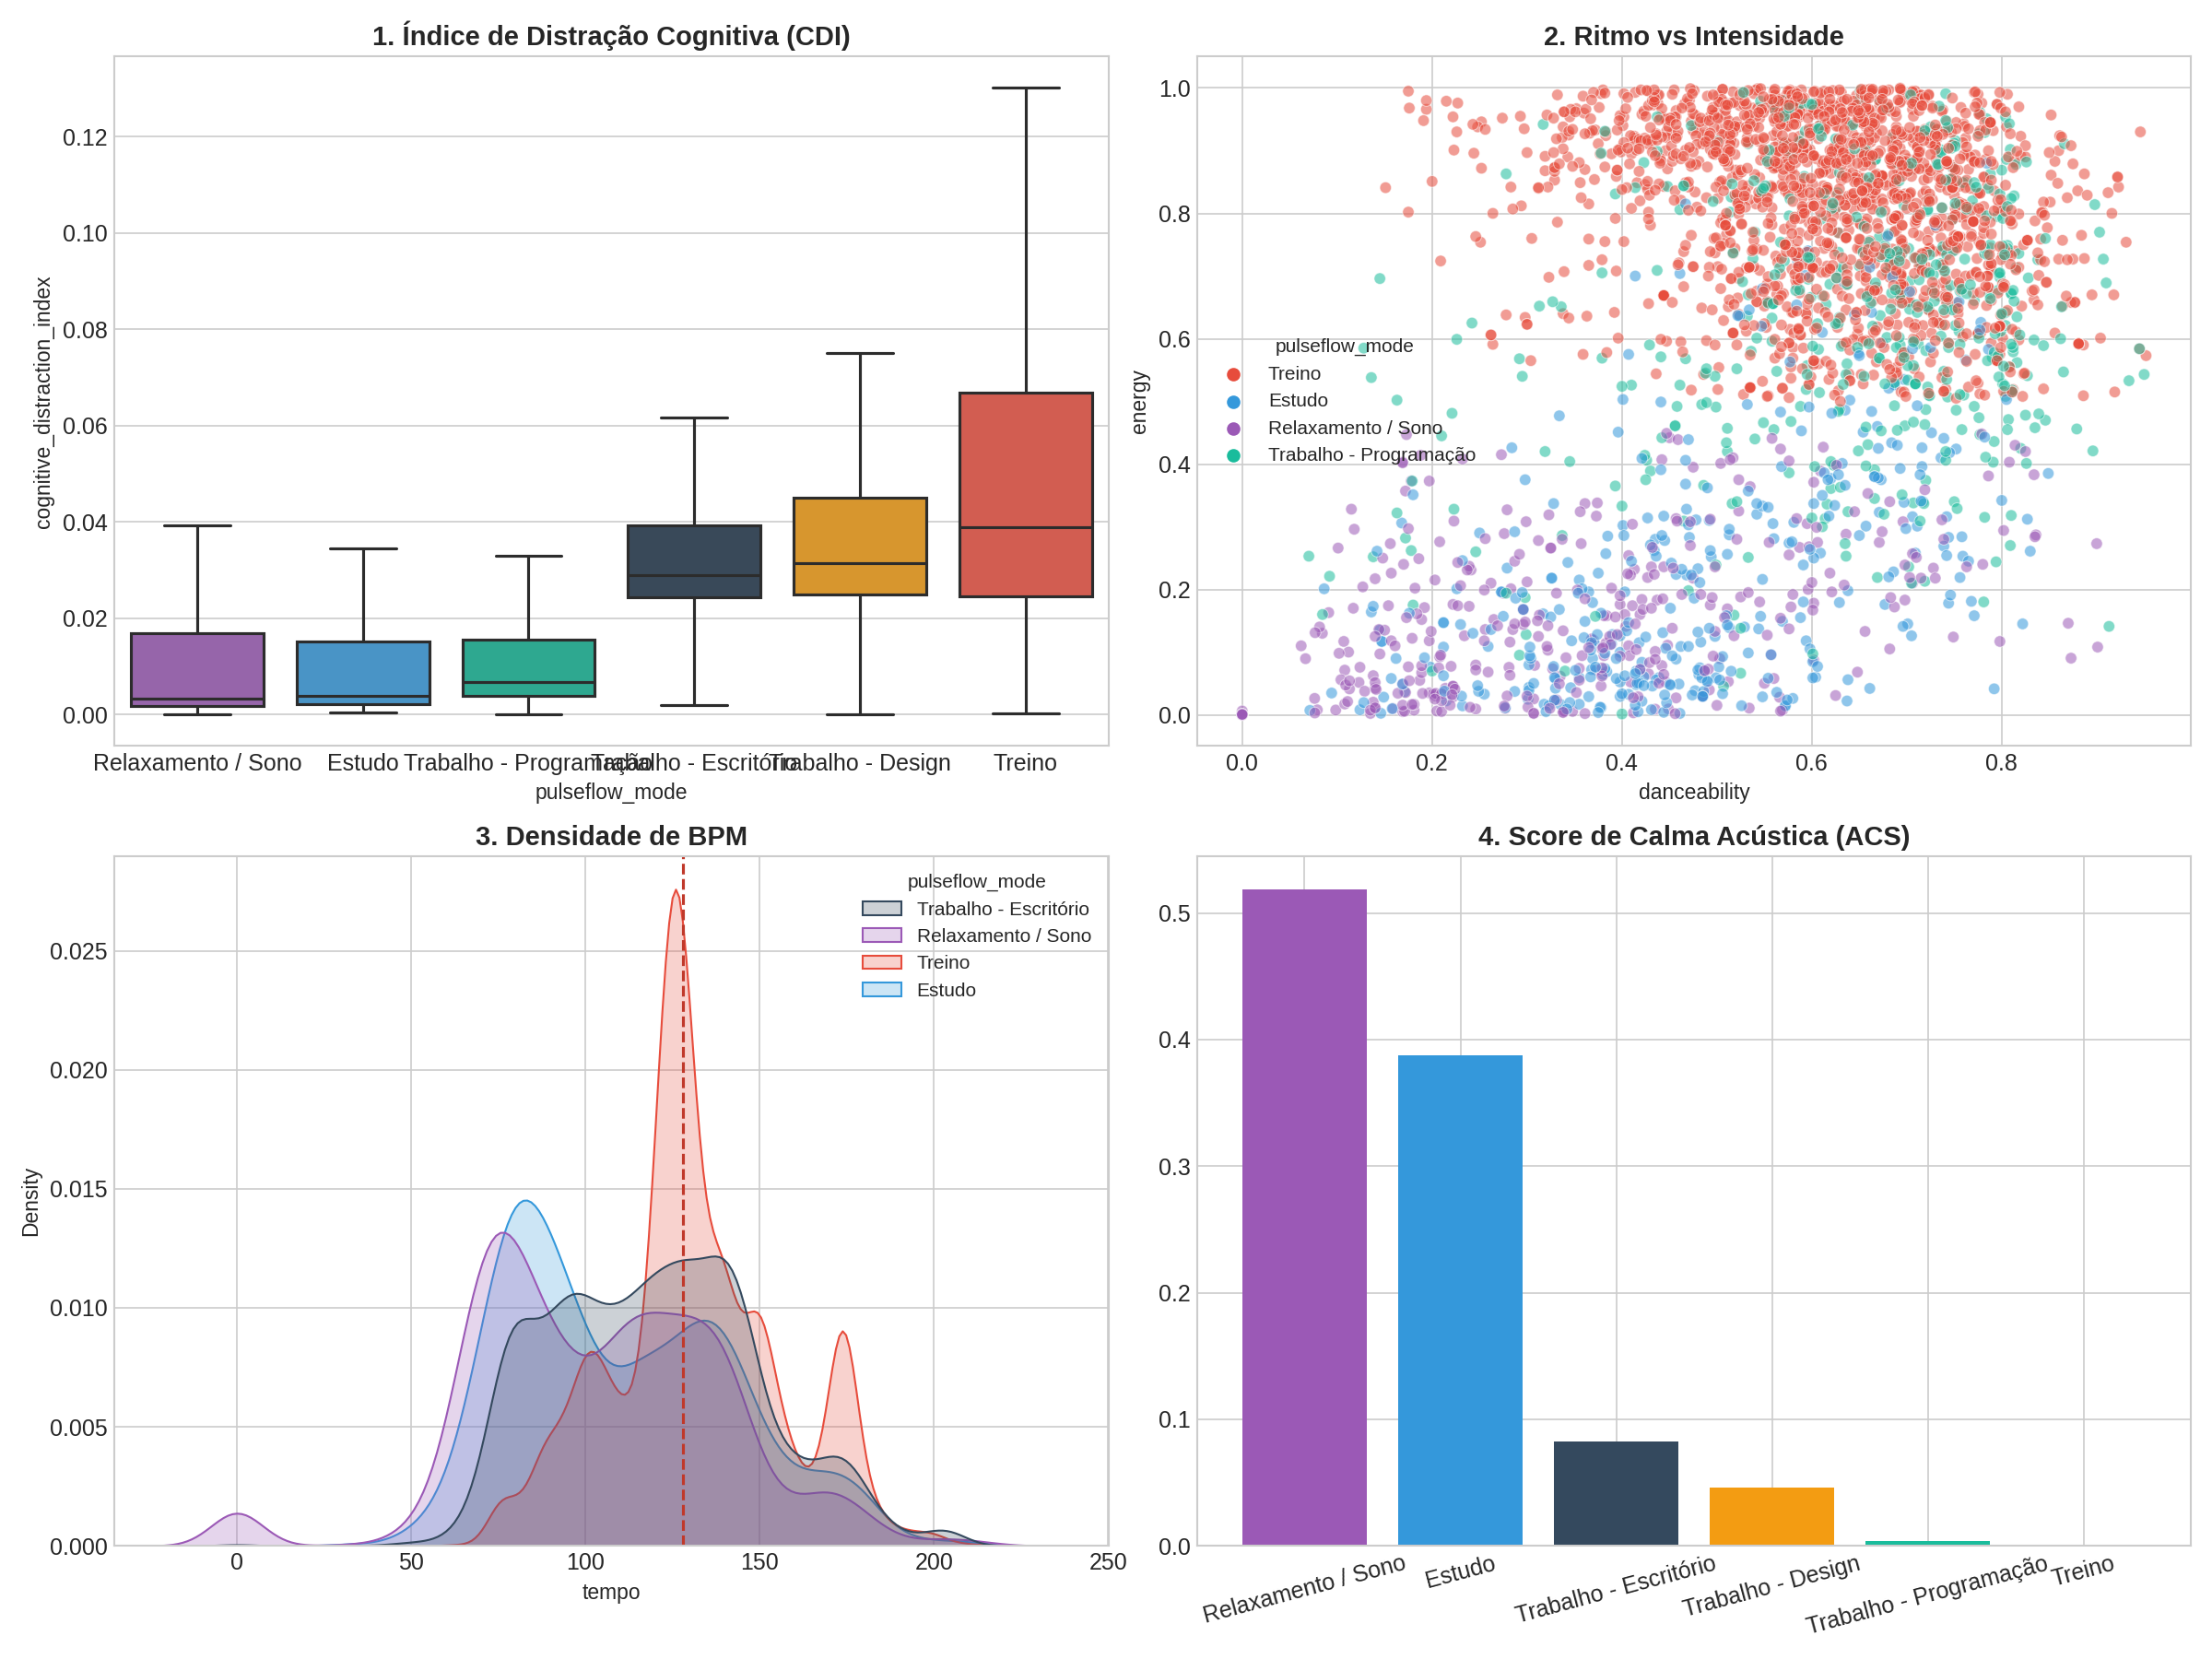 1. Índice de Distração Cognitiva (CDI)
cognitive_distraction_index
0.12
0.10
0.08
0.06
0.04
0.02
0.00
Relaxamento / Sono
Estudo
Trabalho - Programação
Trabalho - Escritório
Trabalho - Design
Treino
pulseflow_mode
2. Ritmo vs Intensidade
energy
1.0
0.8
0.6
0.4
0.2
0.0
pulseflow_mode
Treino
Estudo
Relaxamento / Sono
Trabalho - Programação
0.0
0.2
0.4
0.6
0.8
danceability
3. Densidade de BPM
Density
0.025
0.020
0.015
0.010
0.005
0.000
pulseflow_mode
Trabalho - Escritório
Relaxamento / Sono
Treino
Estudo
0
50
100
150
200
250
tempo
4. Score de Calma Acústica (ACS)
0.5
0.4
0.3
0.2
0.1
0.0
Relaxamento / Sono
Estudo
Trabalho - Escritório
Trabalho - Design
Trabalho - Programação
Treino